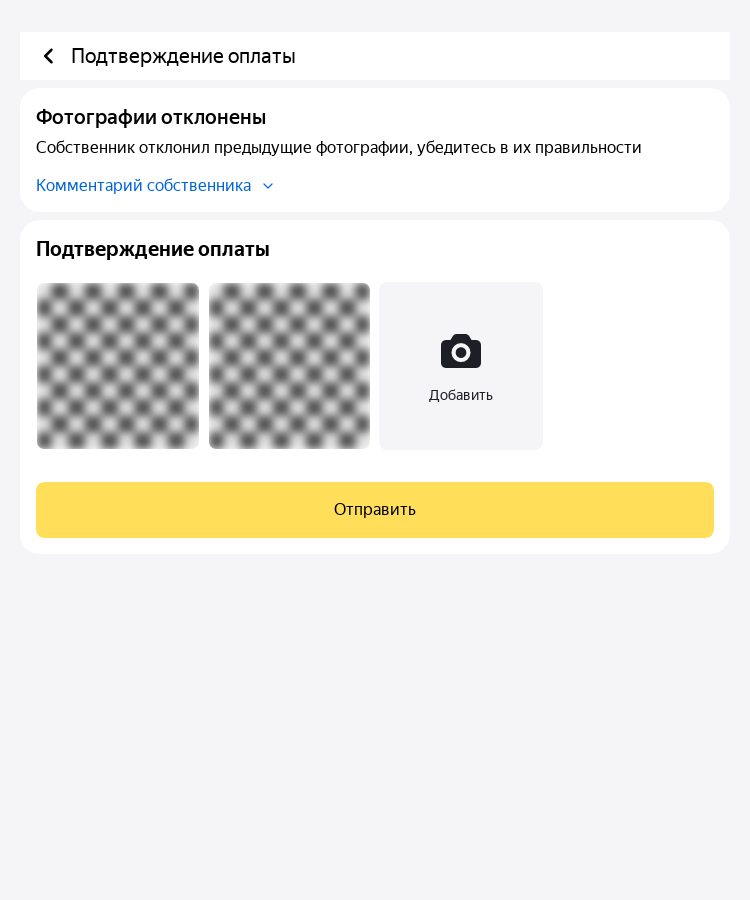 Подтверждение оплаты
Фотографии отклонены
Собственник отклонил предыдущие фотографии, убедитесь в их правильности
Комментарий собственника
Подтверждение оплаты
Добавить
Отправить